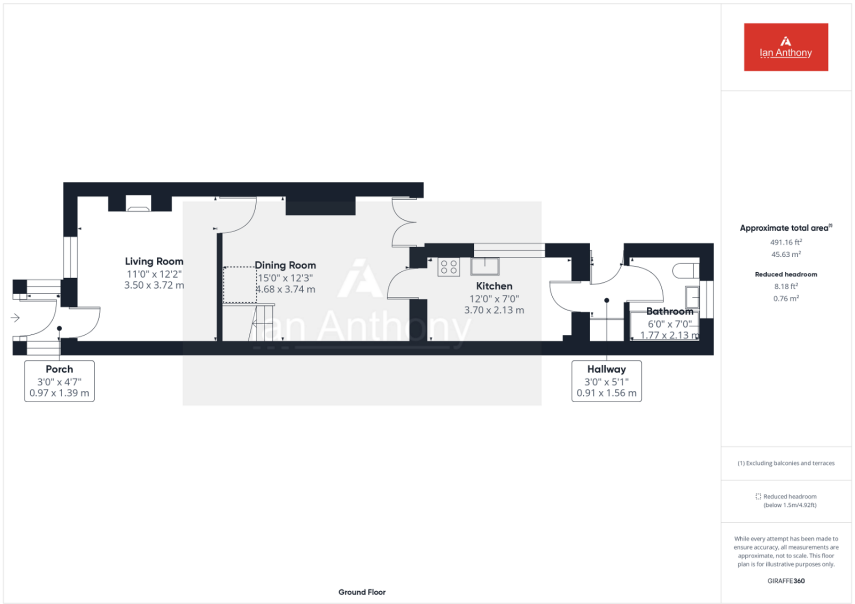 Ian Anthony
Living Room
11'0" x 12'2"
3.50 x 3.72 m
Dining Room
15'0" x 12'3"
4.68 x 3.74 m
Ian Anthony
Kitchen
12'0" x 7'0"
3.70 x 2.13 m
Bathroom
6'0" x 7'0"
1.77 x 2.13 m
Porch
3'0" x 4'7"
0.97 x 1.39 m
Hallway
3'0" x 5'1"
0.91 x 1.56 m
Ground Floor
Approximate total area⁽¹⁾
491.16 ft²
45.63 m²
Reduced headroom
8.18 ft²
0.76 m²
(1) Excluding balconies and terraces
Reduced headroom
(below 1.5m/4.92ft)
While every attempt has been made to
ensure accuracy, all measurements are
approximate, not to scale. This floor
plan is for illustrative purposes only.
GIRAFFE360